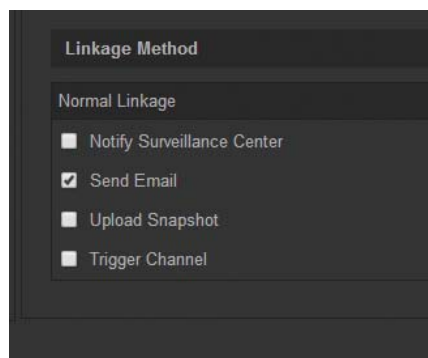 Linkage Method
Normal Linkage
Notify Surveillance Center
Send Email
Upload Snapshot
Trigger Channel